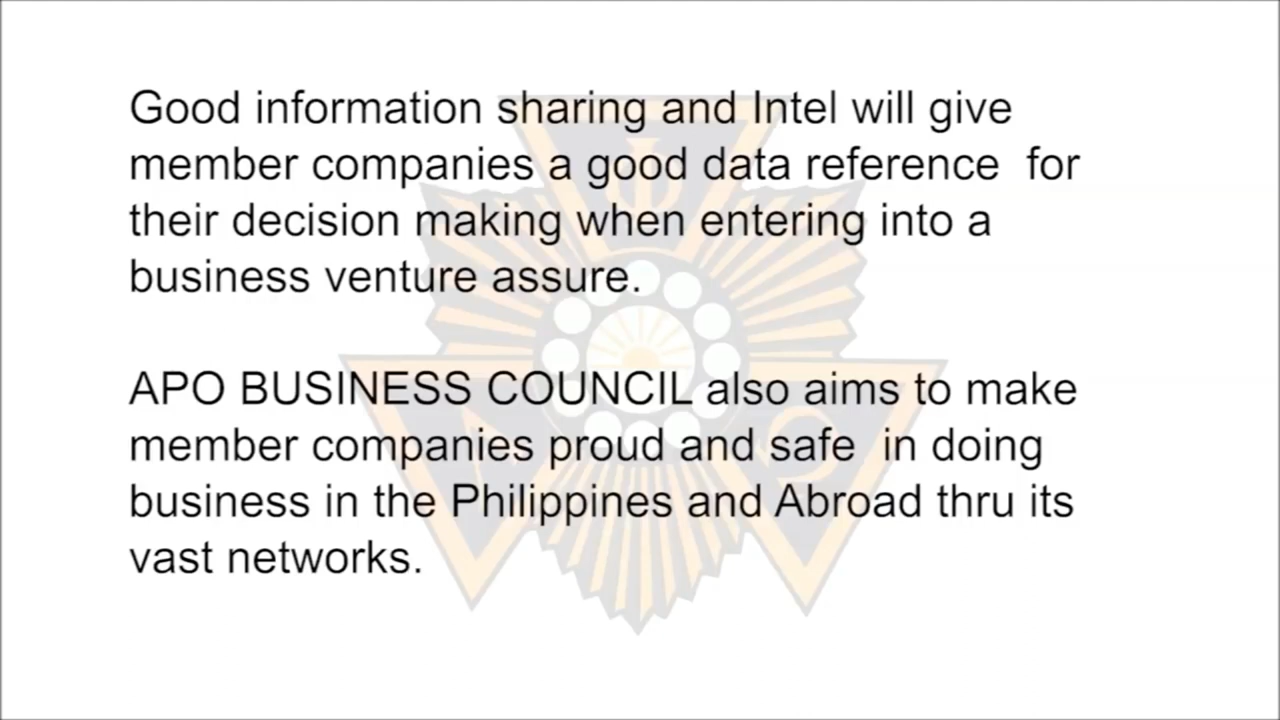 Good information sharing and Intel will give
member companies a good data reference  for
their decision making when entering into a
business venture assure.
APO BUSINESS COUNCIL also aims to make
member companies proud and safe  in doing
business in the Philippines and Abroad thru its
vast networks.